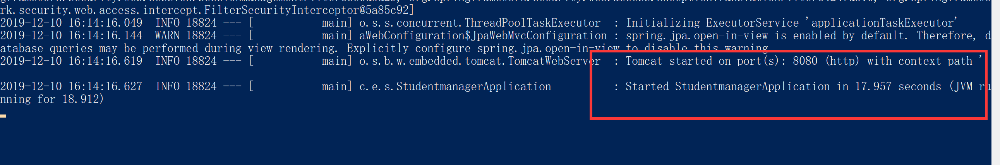 rk.security.web.access.intercept.FilterSecurityInterceptor@5a85c92]
2019-12-10 16:14:16.049  INFO 18824 --- [           main] o.s.s.concurrent.ThreadPoolTaskExecutor  : Initializing ExecutorService 'applicationTaskExecutor'
2019-12-10 16:14:16.144  WARN 18824 --- [           main] aWebConfiguration$JpaWebMvcConfiguration : spring.jpa.open-in-view is enabled by default. Therefore, d
atabase queries may be performed during view rendering. Explicitly configure spring.jpa.open-in-view to disable this warning
2019-12-10 16:14:16.619  INFO 18824 --- [           main] o.s.b.w.embedded.tomcat.TomcatWebServer  : Tomcat started on port(s): 8080 (http) with context path '
2019-12-10 16:14:16.627  INFO 18824 --- [           main] c.e.s.StudentmanagerApplication          : Started StudentmanagerApplication in 17.957 seconds (JVM ru
nning for 18.912)